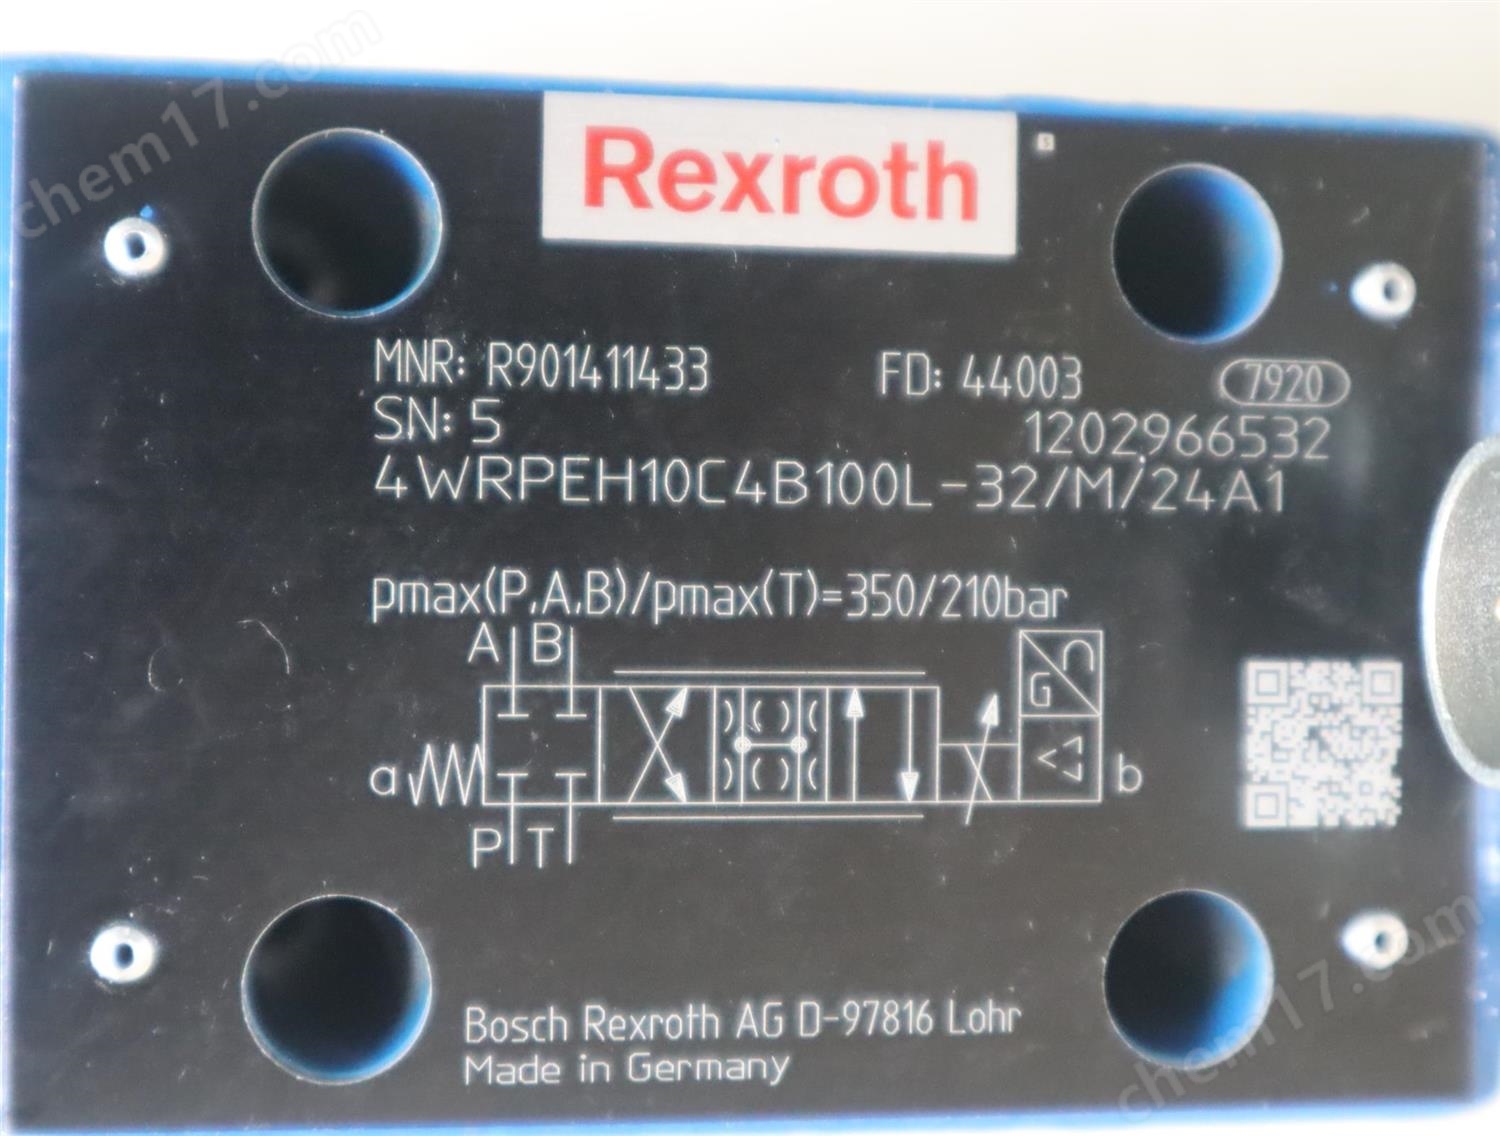 chem17.com
Rexroth
MNR: R901411433 FD: 44003 7920
SN: 5 1202966532
4WRPEH10C4B100L-32/M/24A1
pmax(P,A,B)/pmax(T)=350/210bar
A B
G
a b
P T
Bosch Rexroth AG D-97816 Lohr
Made in Germany
chem17.com